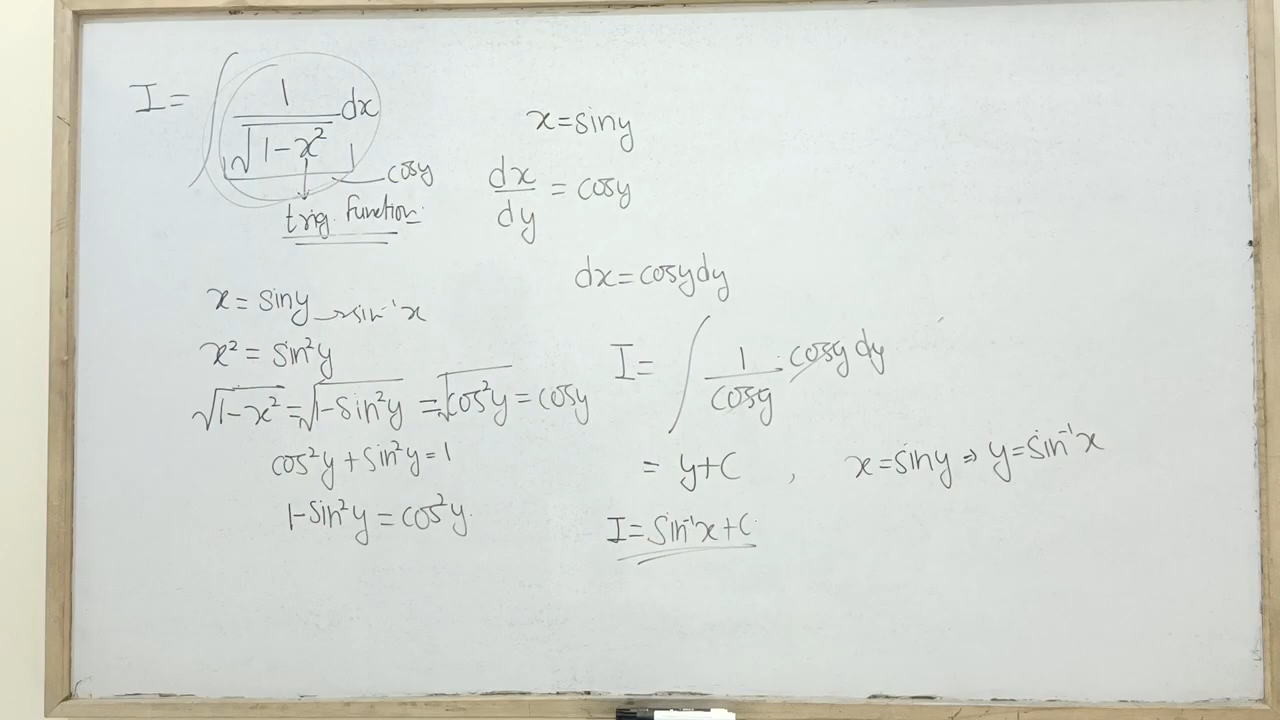 I = ∫ 1/√(1-x²) dx
cosy
trig. function.
x = siny → sin⁻¹x
x² = sin²y
√(1-x²) = √(1-sin²y) = √(cos²y) = cosy
cos²y + sin²y = 1
1-sin²y = cos²y.
x = siny
dx/dy = cosy
dx = cosydy
I = ∫ 1/cosy · cosy dy
= y+C , x = siny ⇒ y = sin⁻¹x
I = sin⁻¹x + C.